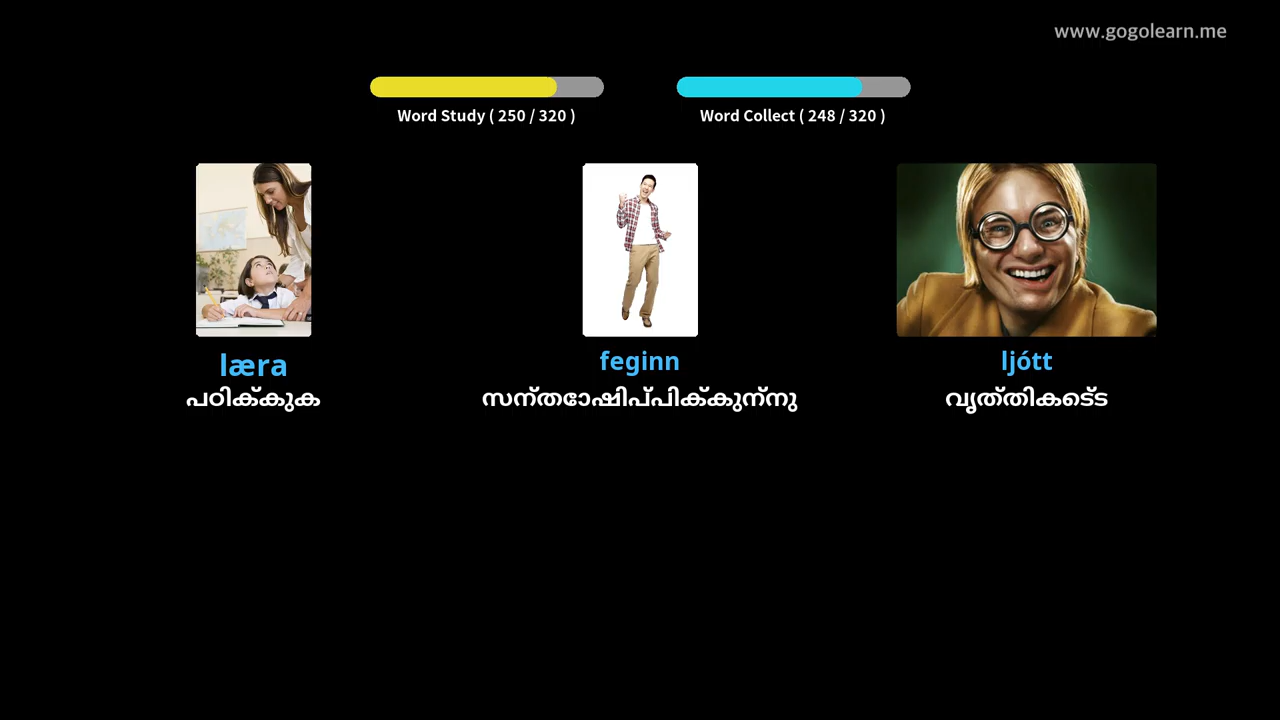 www.gogolearn.me
Word Study ( 250 / 320 )
Word Collect ( 248 / 320 )
læra
feginn
ljótt
പഠിക്കുക
സന്തോഷിപ്പിക്കുന്നു
വൃത്തികെട്ട